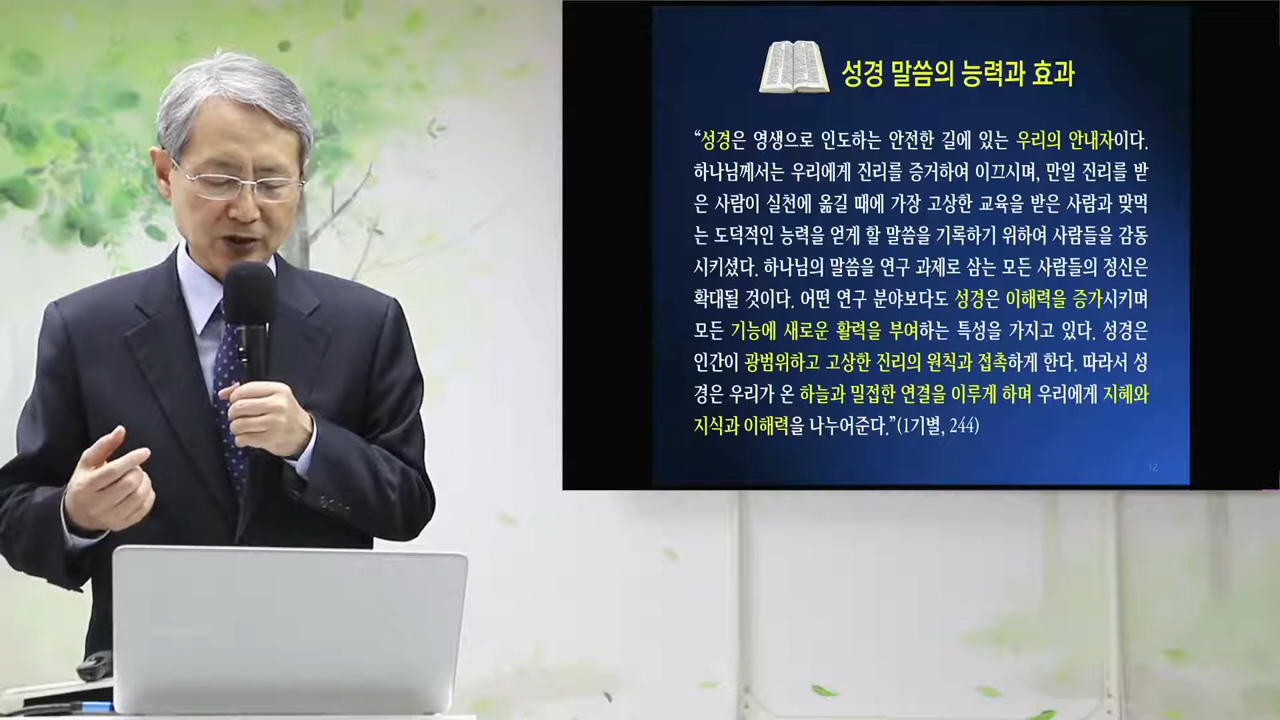 성경 말씀의 능력과 효과
“성경은 영생으로 인도하는 안전한 길에 있는 우리의 안내자이다.
하나님께서는 우리에게 진리를 증거하여 이끄시며, 만일 진리를 받
은 사람이 실천에 옮길 때에 가장 고상한 교육을 받은 사람과 맞먹
는 도덕적인 능력을 얻게 할 말씀을 기록하기 위하여 사람들을 감동
시키셨다. 하나님의 말씀을 연구 과제로 삼는 모든 사람들의 정신은
확대될 것이다. 어떤 연구 분야보다도 성경은 이해력을 증가시키며
모든 기능에 새로운 활력을 부여하는 특성을 가지고 있다. 성경은
인간이 광범위하고 고상한 진리의 원칙과 접촉하게 한다. 따라서 성
경은 우리가 온 하늘과 밀접한 연결을 이루게 하며 우리에게 지혜와
지식과 이해력을 나누어준다.”(1기별, 244)
12